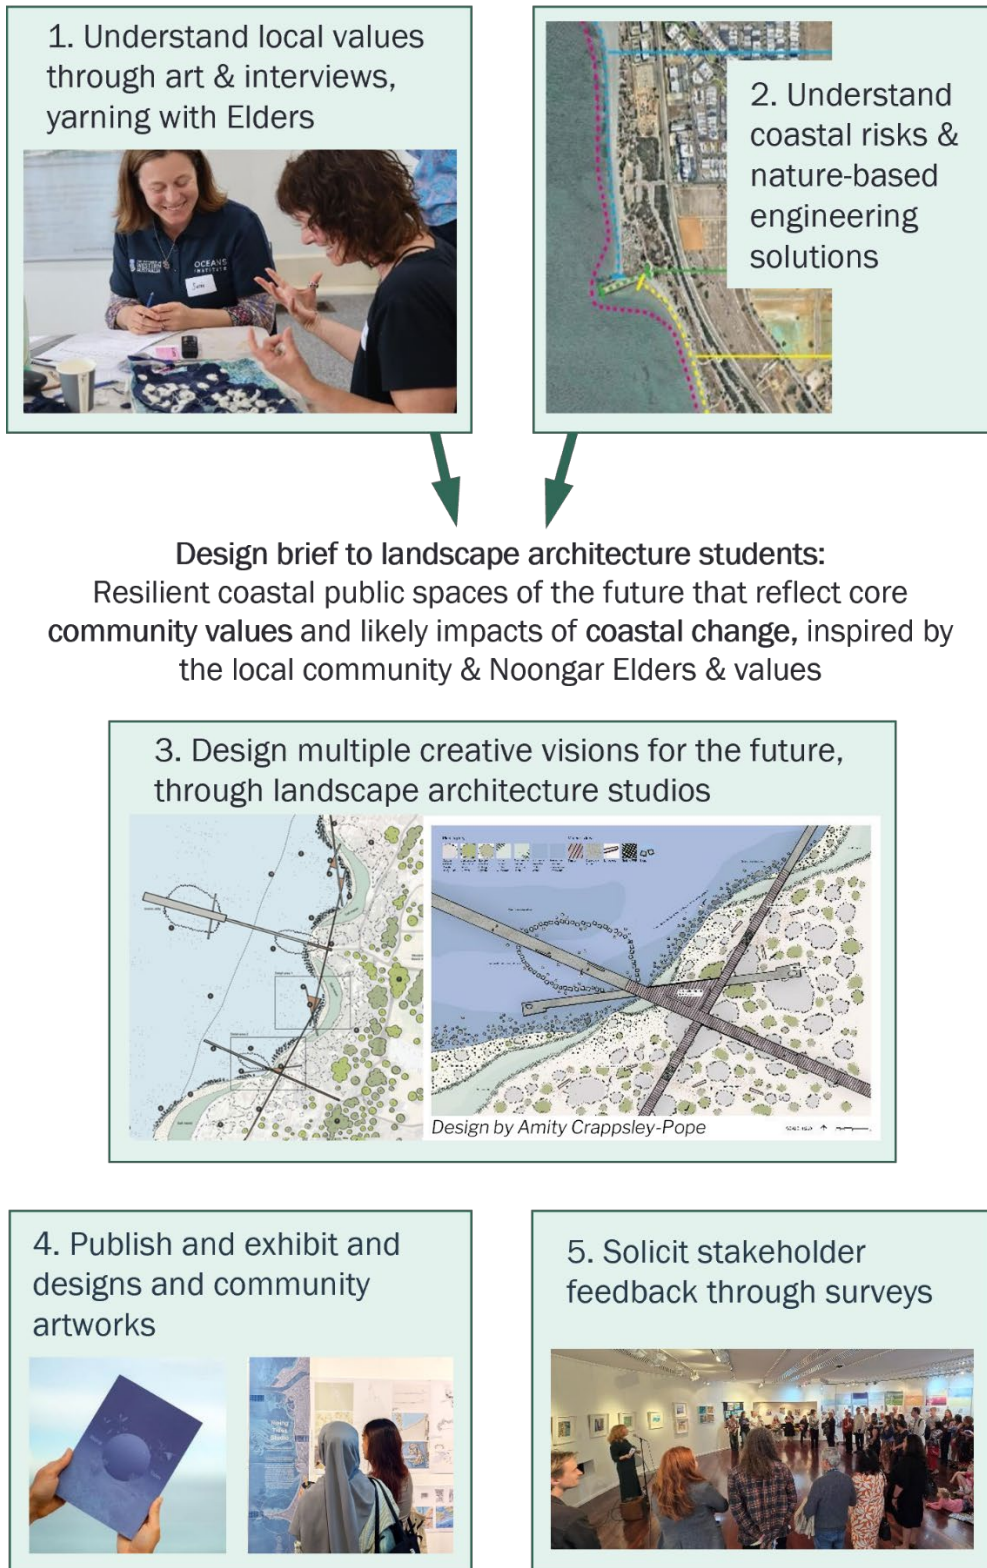 1. Understand local values
through art & interviews,
yarning with Elders
OCEANS
INSTITUTE
2. Understand
coastal risks &
nature-based
engineering
solutions
Design brief to landscape architecture students:
Resilient coastal public spaces of the future that reflect core
community values and likely impacts of coastal change, inspired by
the local community & Noongar Elders & values
3. Design multiple creative visions for the future,
through landscape architecture studios
Design by Amity Crappsley-Pope
4. Publish and exhibit and
designs and community
artworks
5. Solicit stakeholder
feedback through surveys